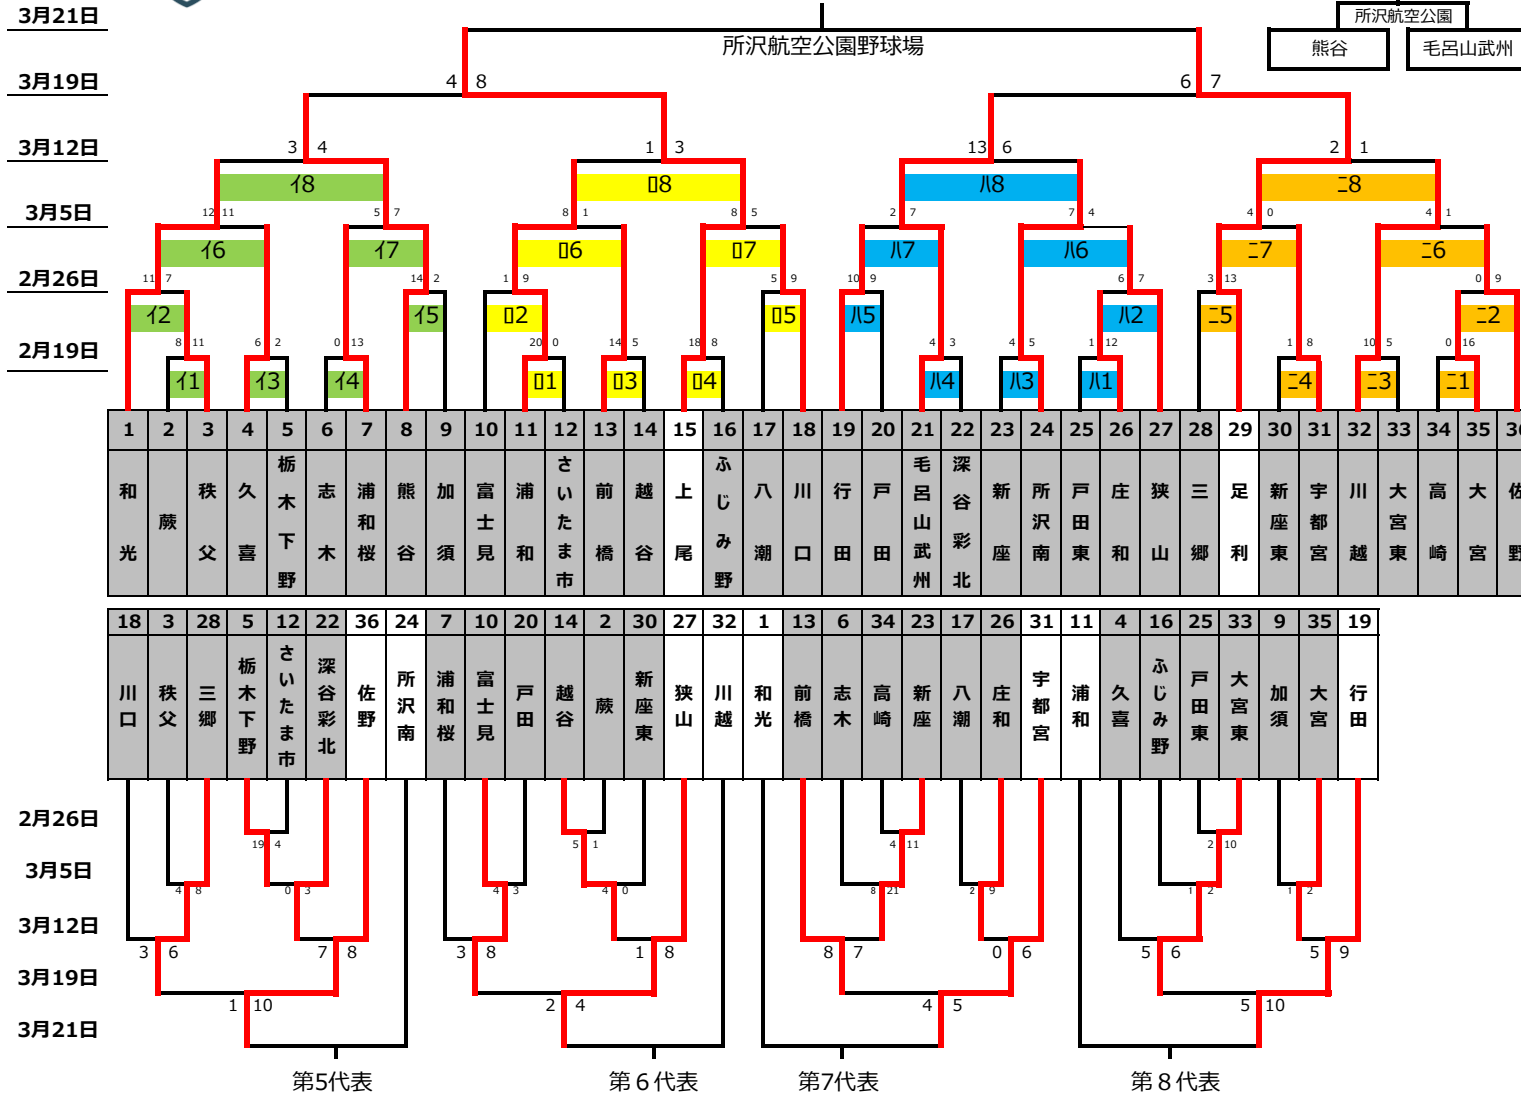 3月21日
所沢航空公園
所沢航空公園野球場
熊谷 毛呂山武州
3月19日
4 8 6 7
3月12日
3 4 1 3 13 6 2 1
イ8 ロ8 ハ8 ニ8
3月5日
12 11 5 7 8 1 8 5 2 7 7 4 4 0 4 1
イ6 イ7 ロ6 ロ7 ハ7 ハ6 ニ7 ニ6
2月26日
11 7 14 2 1 9 5 9 10 9 6 7 3 13 0 9
イ2 イ5 ロ2 ロ5 ハ5 ハ2 ニ5 ニ2
2月19日
8 11 6 2 0 13 20 0 14 5 18 8 4 3 4 5 1 12 1 8 10 5 0 16
イ1 イ3 イ4 ロ1 ロ3 ロ4 ハ4 ハ3 ハ1 ニ4 ニ3 ニ1
1 2 3 4 5 6 7 8 9 10 11 12 13 14 15 16 17 18 19 20 21 22 23 24 25 26 27 28 29 30 31 32 33 34 35 36
和光
蕨
秩父
久喜
栃木下野
志木
浦和桜
熊谷
加須
富士見
浦和
さいたま市
前橋
越谷
上尾
ふじみ野
八潮
川口
行田
戸田
毛呂山武州
深谷彩北
新座
所沢南
戸田東
庄和
狭山
三郷
足利
新座東
宇都宮
川越
大宮東
高崎
大宮
佐野
18 3 28 5 12 22 36 24 7 10 20 14 2 30 27 32 1 13 6 34 23 17 26 31 11 4 16 25 33 9 35 19
川口
秩父
三郷
栃木下野
さいたま市
深谷彩北
佐野
所沢南
浦和桜
富士見
戸田
越谷
蕨
新座東
狭山
川越
和光
前橋
志木
高崎
新座
八潮
庄和
宇都宮
浦和
久喜
ふじみ野
戸田東
大宮東
加須
大宮
行田
2月26日
19 4 5 1 4 11 2 10
3月5日
4 8 0 3 4 3 4 0 8 21 2 9 1 2 1 2
3月12日
3 6 7 8 3 8 1 8 8 7 0 6 5 6 5 9
3月19日
1 10 2 4 4 5 5 10
3月21日
第5代表 第６代表 第7代表 第８代表